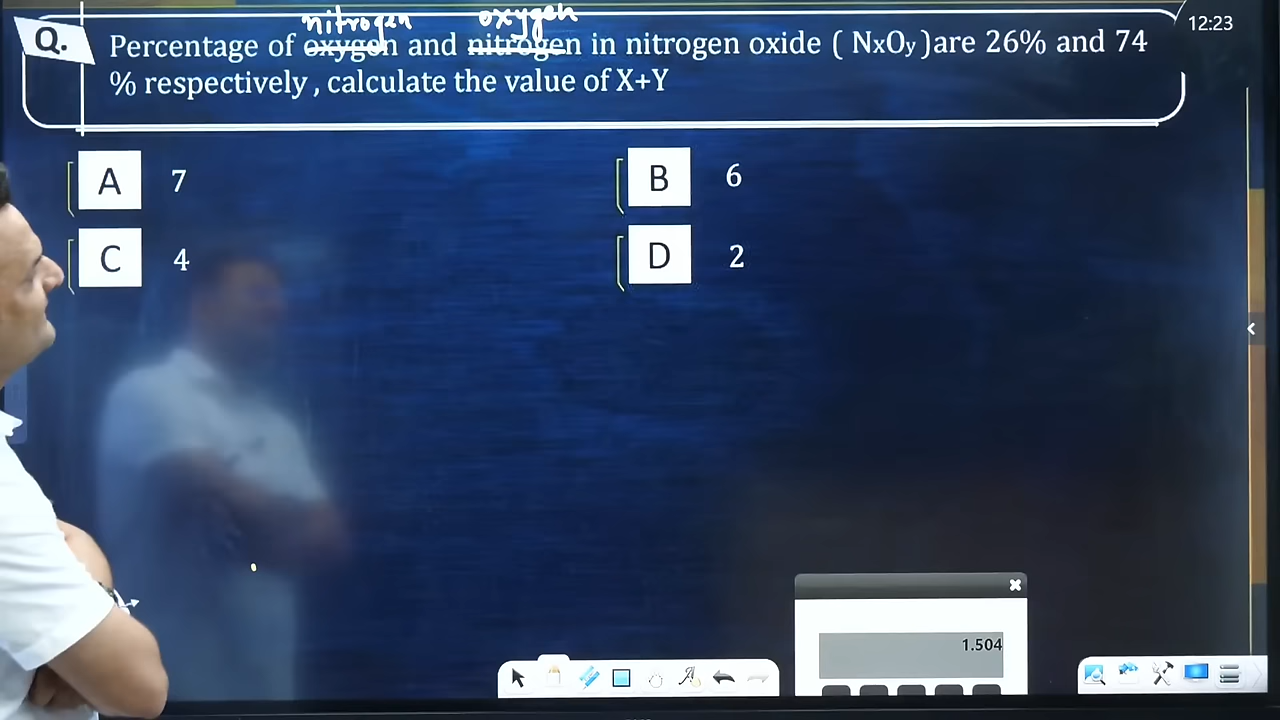 nitrogen oxygen
12:23
Q. Percentage of oxygen and nitrogen in nitrogen oxide ( NxOy )are 26% and 74
% respectively , calculate the value of X+Y
A 7
B 6
C 4
D 2
1.504